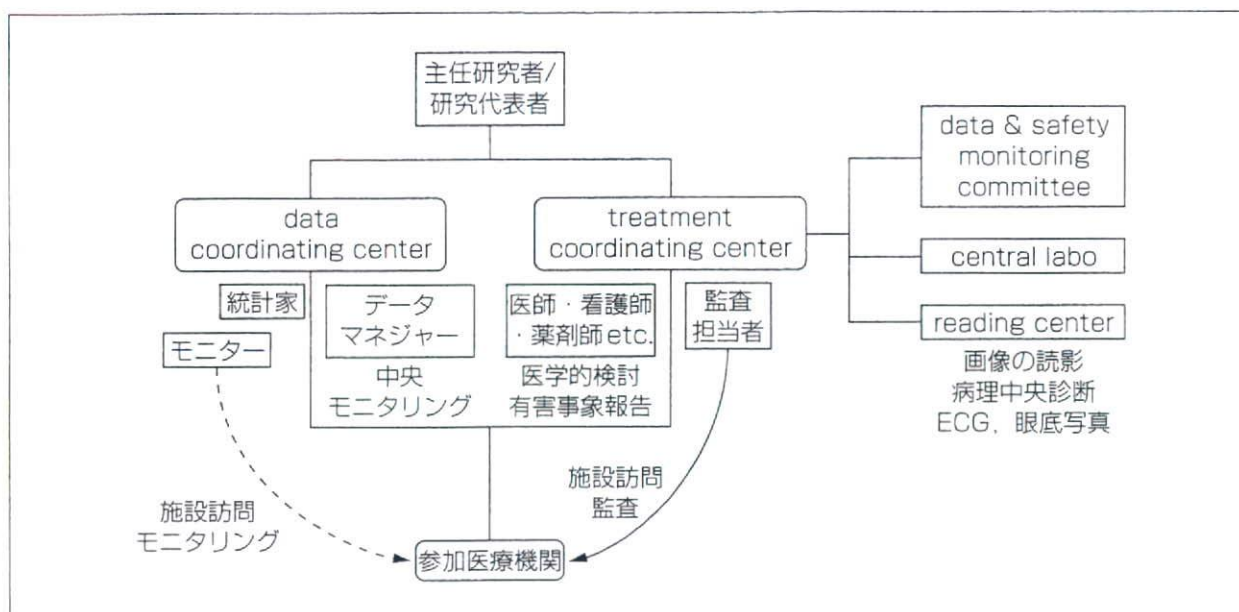 主任研究者/
研究代表者
data
coordinating center
treatment
coordinating center
data & safety
monitoring
committee
central labo
reading center
画像の読影
病理中央診断
ECG，眼底写真
統計家
データ
マネジャー
医師・看護師
・薬剤師 etc.
監査
担当者
モニター
中央
モニタリング
医学的検討
有害事象報告
施設訪問
モニタリング
施設訪問
監査
参加医療機関